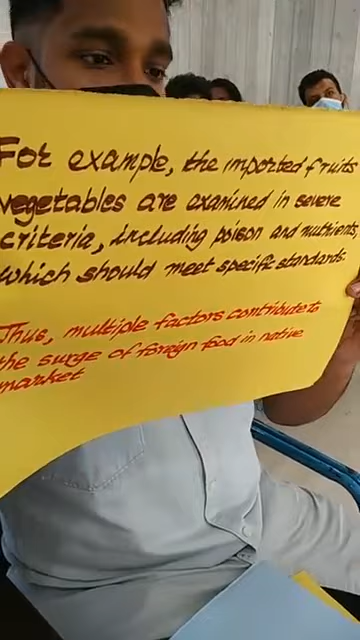 For example, the imported fruits
vegetables are examined in severe
criteria, including poison and nutrients,
which should meet specific standards.
Thus, multiple factors contribute to
the surge of foreign food in native
market